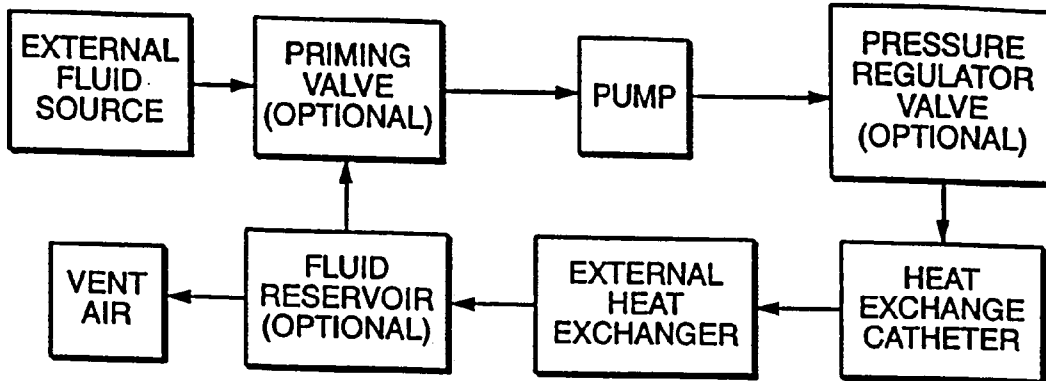 EXTERNAL
FLUID
SOURCE
PRIMING
VALVE
(OPTIONAL)
PUMP
PRESSURE
REGULATOR
VALVE
(OPTIONAL)
VENT
AIR
FLUID
RESERVOIR
(OPTIONAL)
EXTERNAL
HEAT
EXCHANGER
HEAT
EXCHANGE
CATHETER